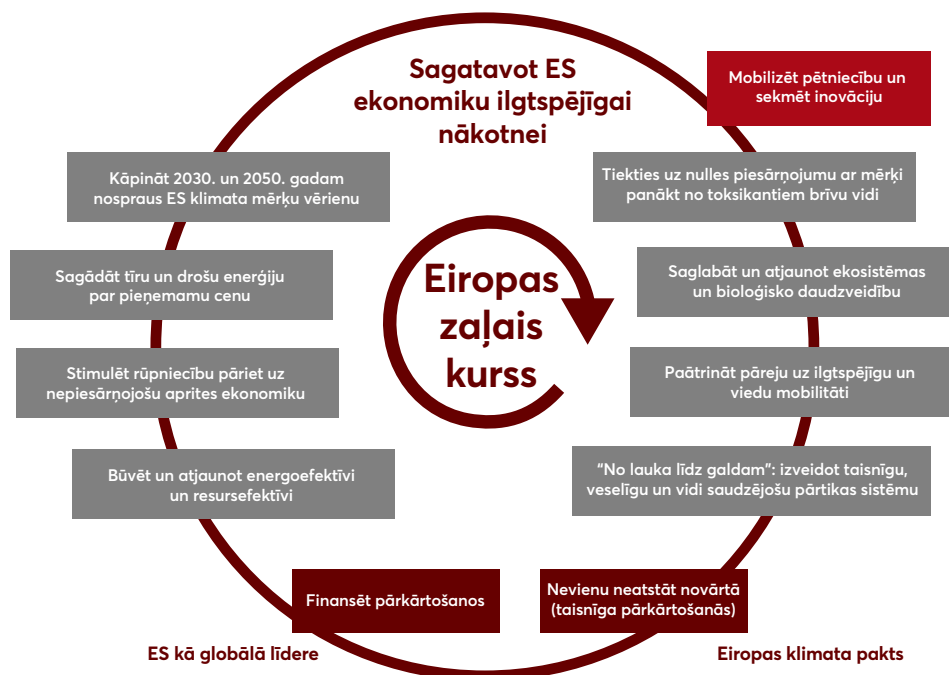 Sagatavot ES
ekonomiku ilgtspējīgai
nākotnei
Mobilizēt pētniecību un
sekmēt inovāciju
Kāpināt 2030. un 2050. gadam
nospraus ES klimata mērķu vērienu
Tiekties uz nulles piesārņojumu ar mērķi
panākt no toksikantiem brīvu vidi
Sagādāt tīru un drošu enerģiju
par pieņemamu cenu
Saglabāt un atjaunot ekosistēmas
un bioloģisko daudzveidību
Eiropas
zaļais
kurss
Stimulēt rūpniecību pāriet uz
nepiesārņojošu aprites ekonomiku
Paātrināt pāreju uz ilgtspējīgu un
viedu mobilitāti
Būvēt un atjaunot energoefektīvi
un resursefektīvi
“No lauka līdz galdam”: izveidot taisnīgu,
veselīgu un vidi saudzējošu pārtikas sistēmu
Finansēt pārkārtošanos
Nevienu neatstāt novārtā
(taisnīga pārkārtošanās)
ES kā globālā līdere
Eiropas klimata pakts